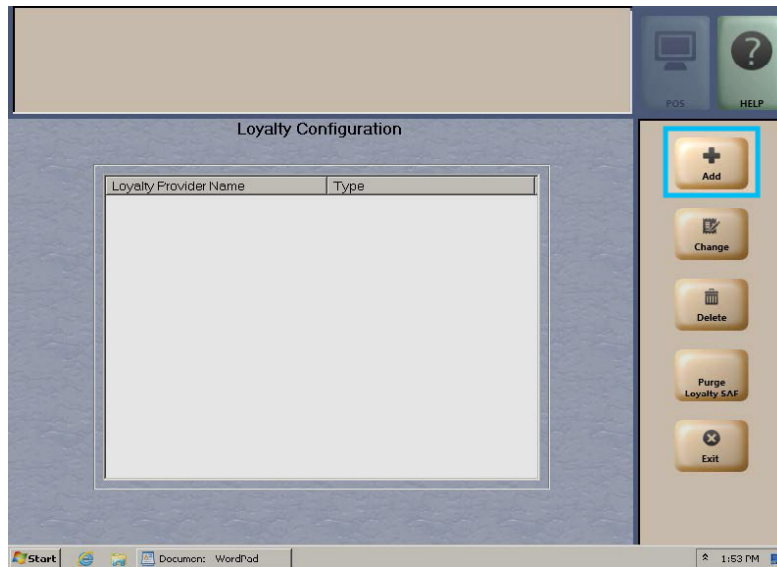 POS
HELP
Loyalty Configuration
Loyalty Provider Name
Type
Add
Change
Delete
Purge
Loyalty SAF
Exit
Start
Documen: WordPad
1:53 PM